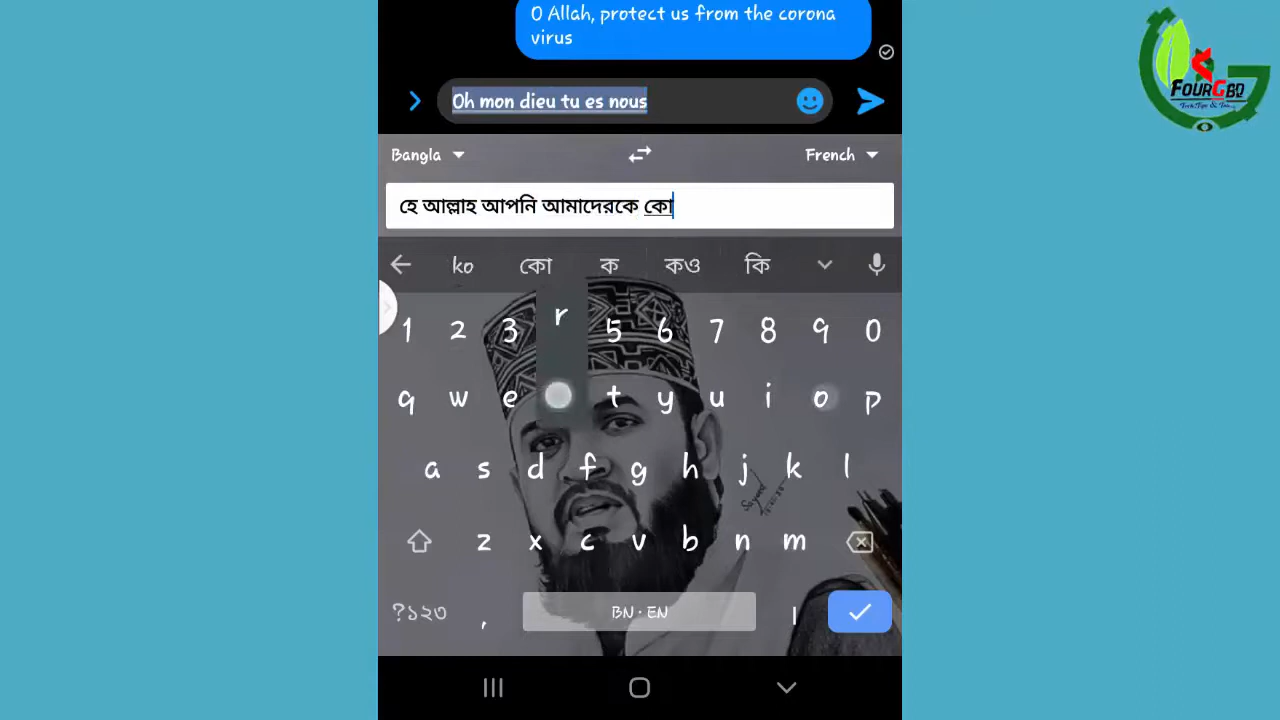 O Allah, protect us from the corona
virus
FourGBD
Oh mon dieu tu es nous
Bangla French
হে আল্লাহ আপনি আমাদেরকে কো
ko কো ক কও কি
1 2 3 r 5 6 7 8 9 0
q w e t y u i o p
a s d f g h j k l
z x c v b n m
?১২৩ , BN · EN ।